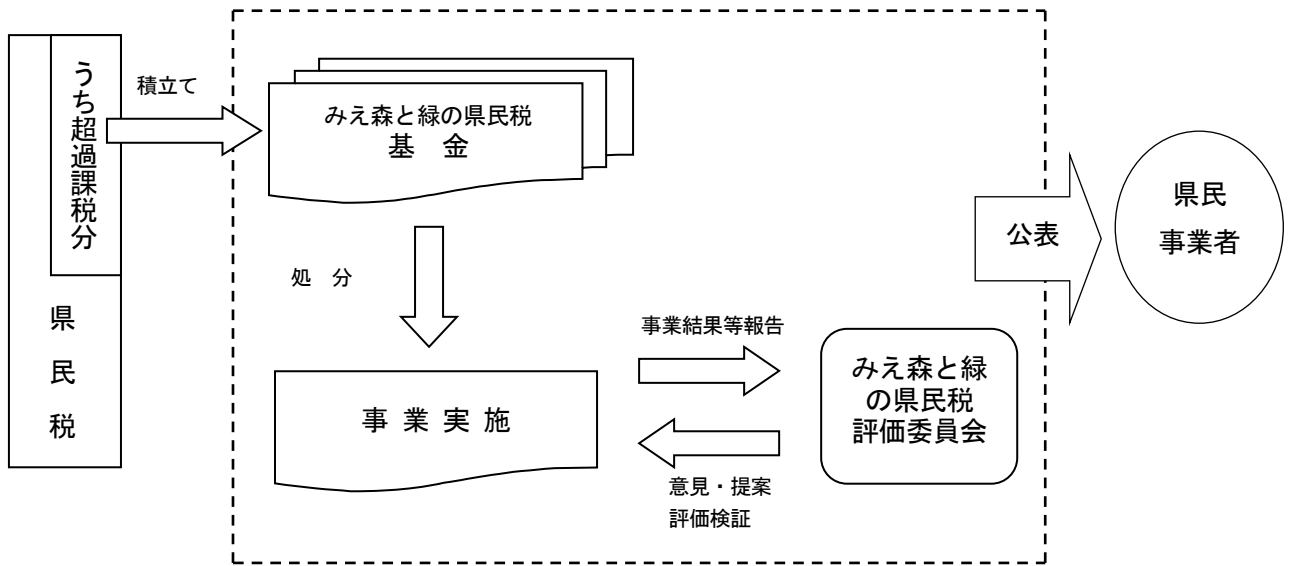 うち超過課税分
県民税
積立て
みえ森と緑の県民税
基　金
処　分
事 業 実 施
事業結果等報告
意見・提案
評価検証
みえ森と緑
の県民税
評価委員会
公表
県民
事業者